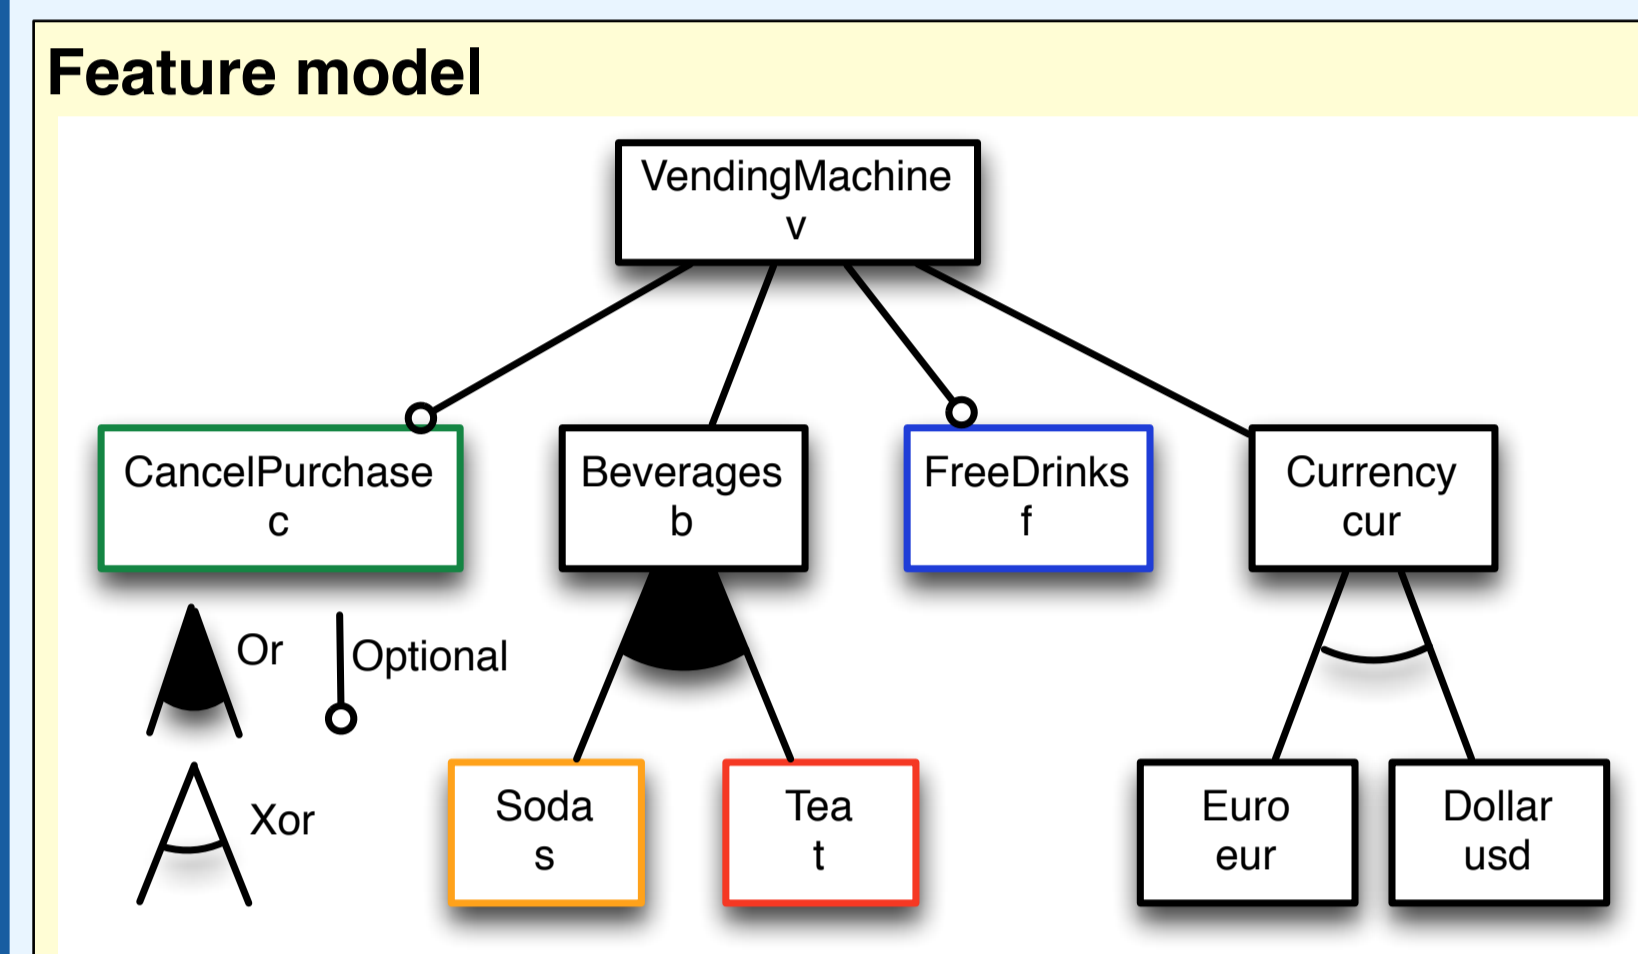 Feature model
VendingMachine
v
CancelPurchase
c
Beverages
b
FreeDrinks
f
Currency
cur
Or
Optional
Xor
Soda
s
Tea
t
Euro
eur
Dollar
usd